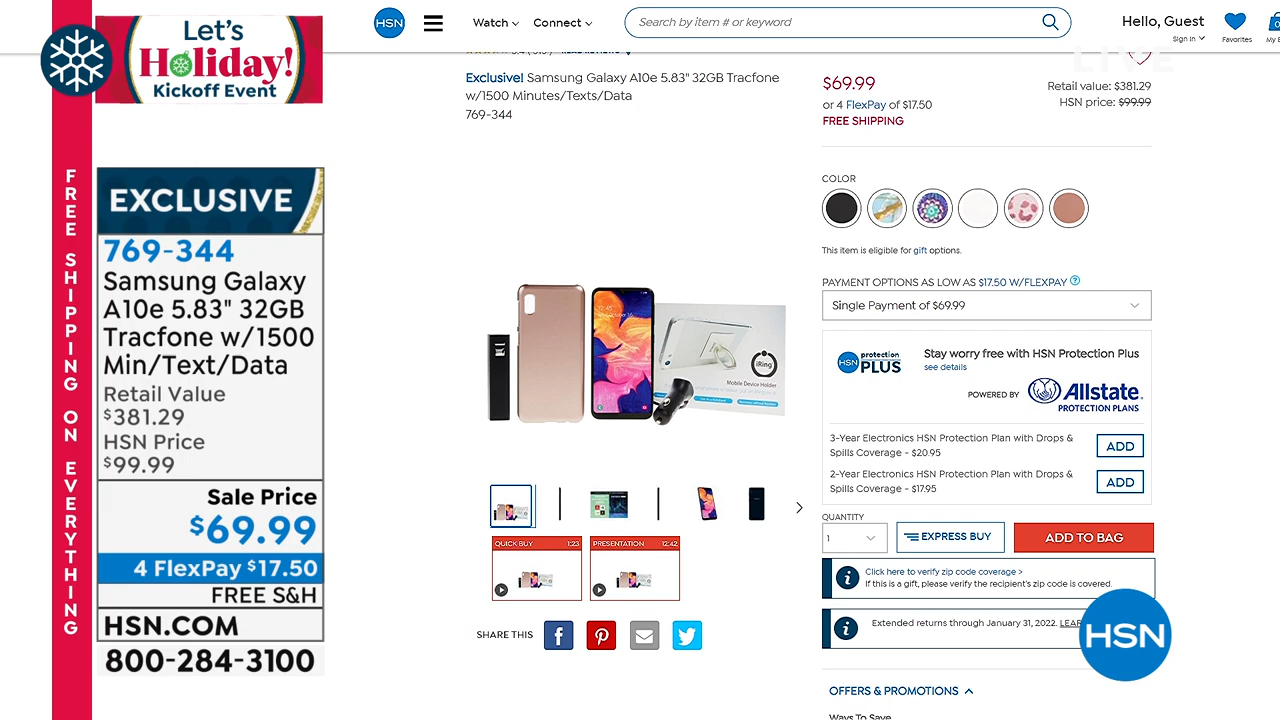 Let's
Holiday!
Kickoff Event
FREE SHIPPING ON EVERYTHING
EXCLUSIVE
769-344
Samsung Galaxy
A10e 5.83" 32GB
Tracfone w/1500
Min/Text/Data
Retail Value
$381.29
HSN Price
$99.99
Sale Price
$69.99
4 FlexPay $17.50
FREE S&H
HSN.COM
800-284-3100
HSN
Watch
Connect
Search by item # or keyword
Hello, Guest
Sign In
Favorites
LIVE
Exclusive! Samsung Galaxy A10e 5.83" 32GB Tracfone
w/1500 Minutes/Texts/Data
769-344
iRing
Mobile Device Holder
QUICK BUY 1:23
PRESENTATION 12:42
SHARE THIS
$69.99
or 4 FlexPay of $17.50
FREE SHIPPING
Retail value: $381.29
HSN price: $99.99
COLOR
This item is eligible for gift options.
PAYMENT OPTIONS AS LOW AS $17.50 W/FLEXPAY ?
Single Payment of $69.99
HSN protection PLUS
Stay worry free with HSN Protection Plus
see details
POWERED BY Allstate.
PROTECTION PLANS
3-Year Electronics HSN Protection Plan with Drops &
Spills Coverage - $20.95
ADD
2-Year Electronics HSN Protection Plan with Drops &
Spills Coverage - $17.95
ADD
QUANTITY
1
EXPRESS BUY
ADD TO BAG
Click here to verify zip code coverage >
If this is a gift, please verify the recipient's zip code is covered.
Extended returns through January 31, 2022. LEAR
HSN
OFFERS & PROMOTIONS
Ways To Save